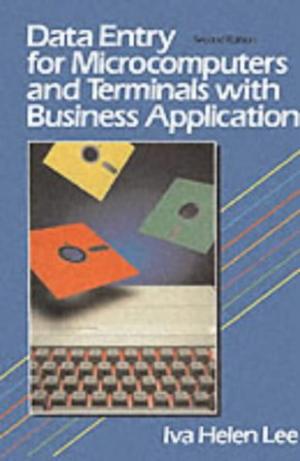 Data Entry Second Edition
for Microcomputers
and Terminals with
Business Application
Iva Helen Lee